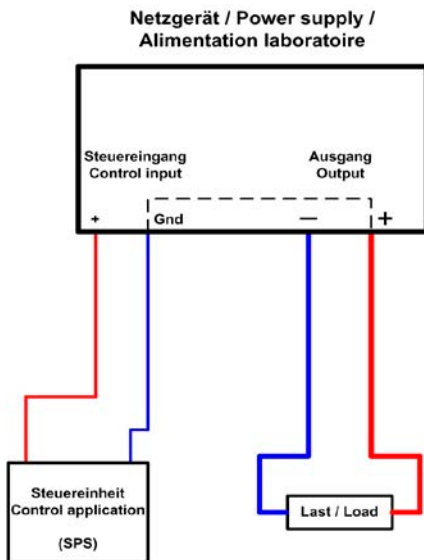 Netzgerät / Power supply /
Alimentation laboratoire
Steuereingang
Control input
Ausgang
Output
+
Gnd
—
+
Steuereinheit
Control application
(SPS)
Last / Load